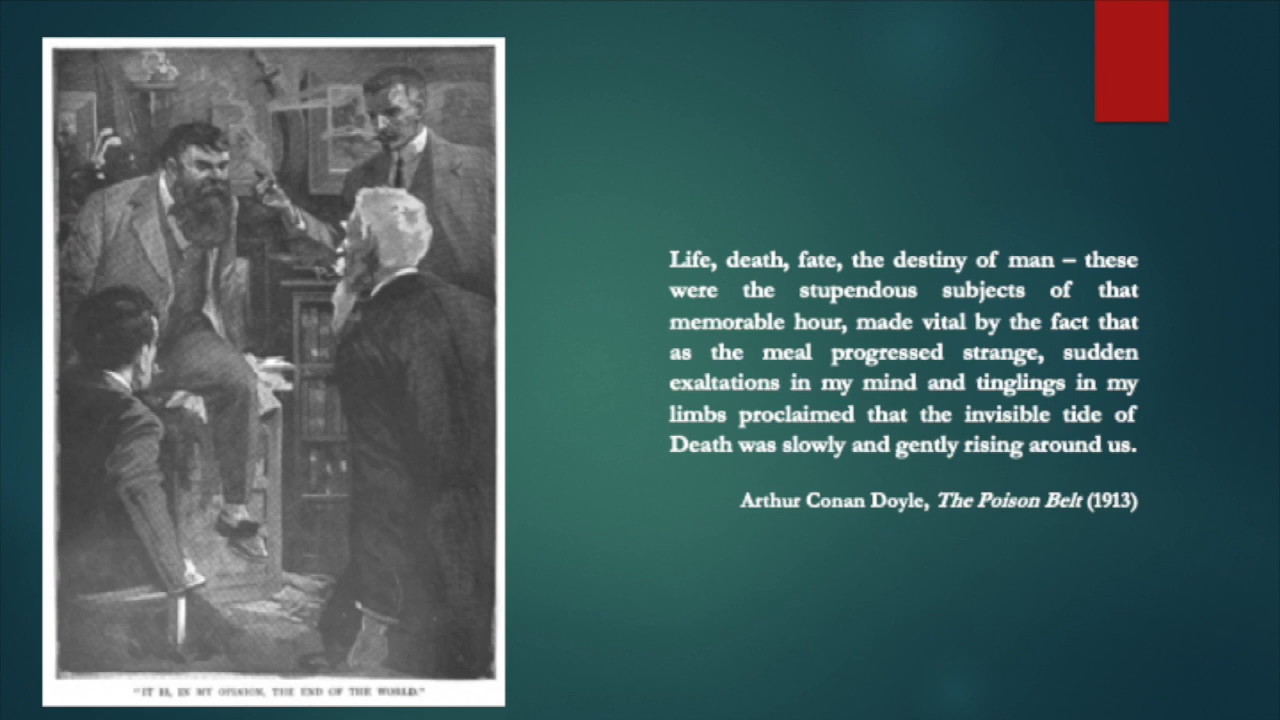 "IT IS, IN MY OPINION, THE END OF THE WORLD."
Life, death, fate, the destiny of man – these
were the stupendous subjects of that
memorable hour, made vital by the fact that
as the meal progressed strange, sudden
exaltations in my mind and tinglings in my
limbs proclaimed that the invisible tide of
Death was slowly and gently rising around us.
Arthur Conan Doyle, The Poison Belt (1913)